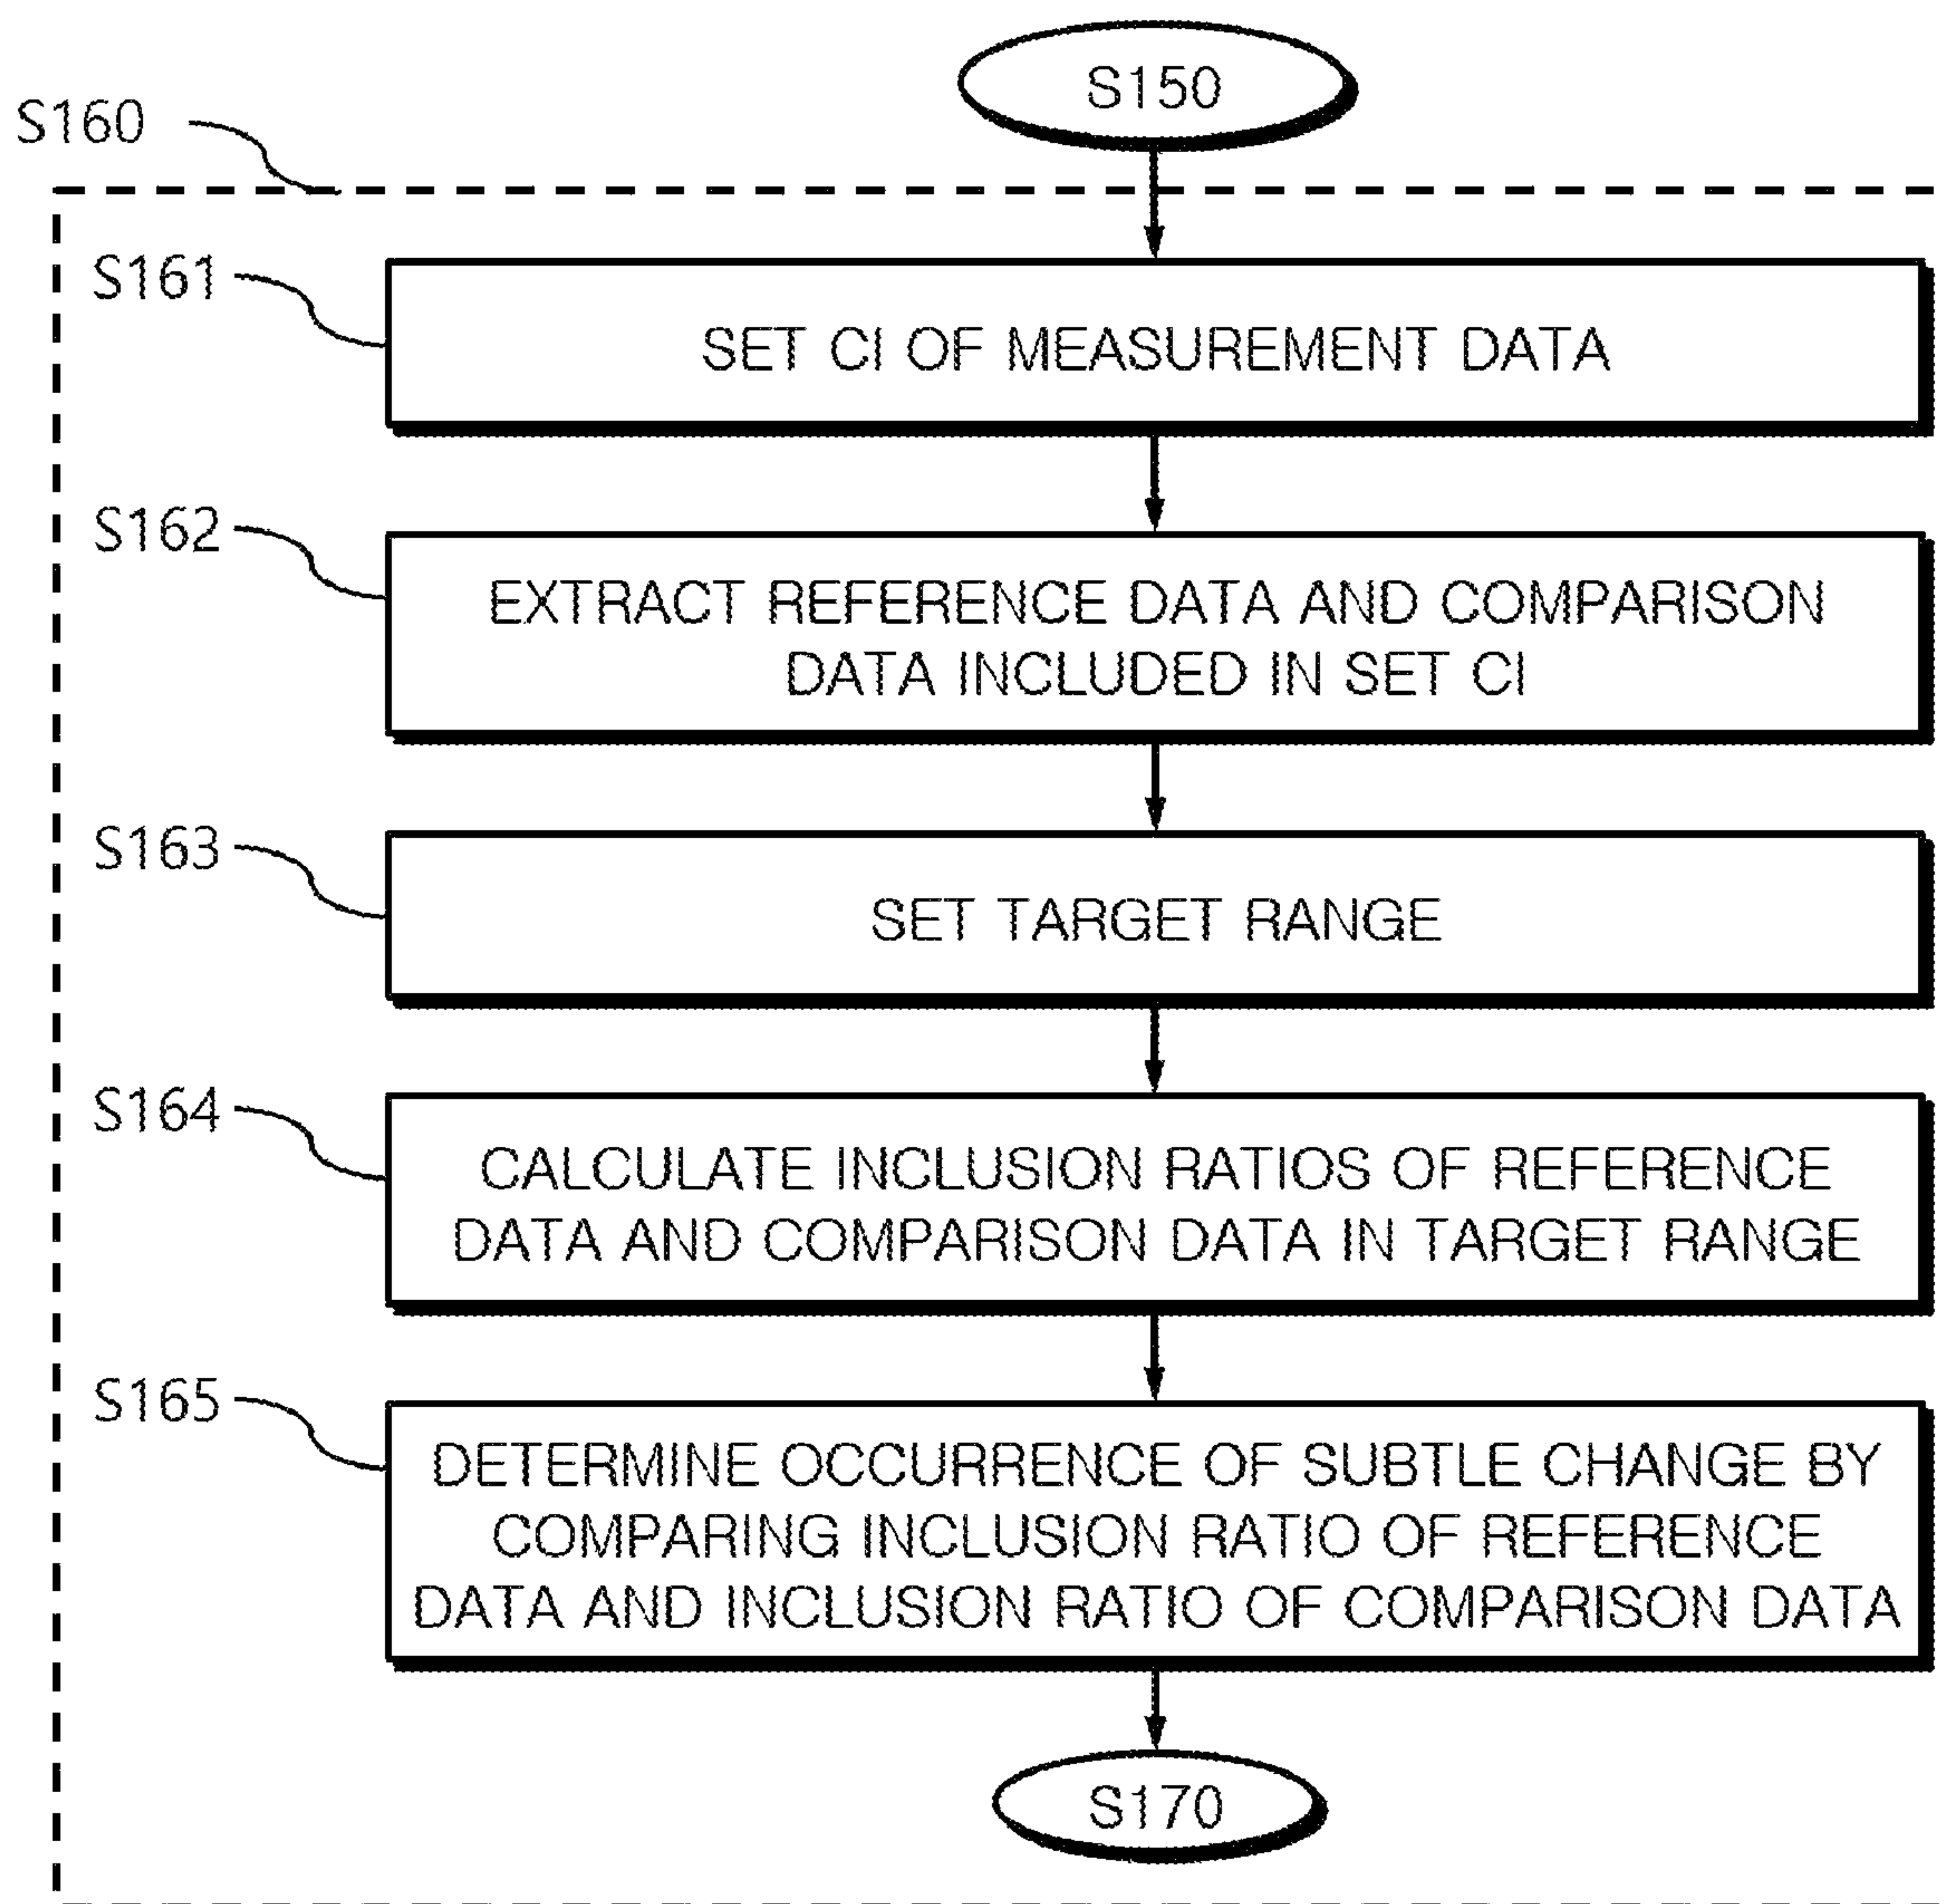 S150
S160
S161
SET CI OF MEASUREMENT DATA
S162
EXTRACT REFERENCE DATA AND COMPARISON
DATA INCLUDED IN SET CI
S163
SET TARGET RANGE
S164
CALCULATE INCLUSION RATIOS OF REFERENCE
DATA AND COMPARISON DATA IN TARGET RANGE
S165
DETERMINE OCCURRENCE OF SUBTLE CHANGE BY
COMPARING INCLUSION RATIO OF REFERENCE
DATA AND INCLUSION RATIO OF COMPARISON DATA
S170